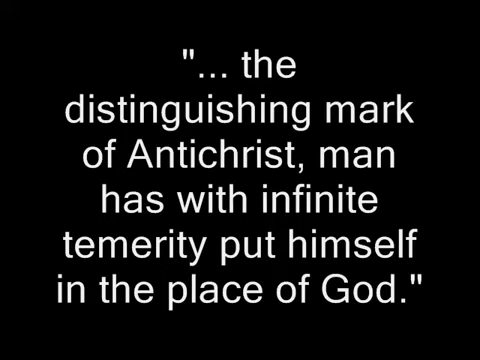 "... the
distinguishing mark
of Antichrist, man
has with infinite
temerity put himself
in the place of God."